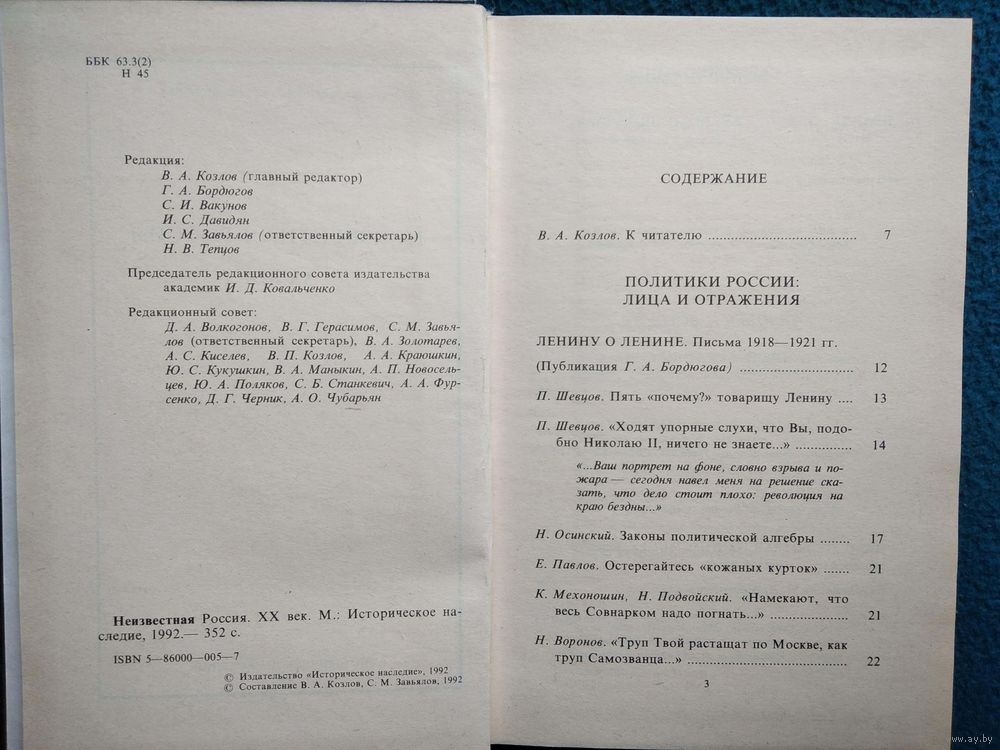 ББК 63.3(2)
Н 45
Редакция:
В. А. Козлов (главный редактор)
Г. А. Бордюгов
С. И. Вакунов
И. С. Давидян
С. М. Завьялов (ответственный секретарь)
Н. В. Тепцов
Председатель редакционного совета издательства
академик И. Д. Ковальченко
Редакционный совет:
Д. А. Волкогонов, В. Г. Герасимов, С. М. Завья-
лов (ответственный секретарь), В. А. Золотарев,
А. С. Киселев, В. П. Козлов, А. А. Краюшкин,
Ю. С. Кукушкин, В. А. Маныкин, А. П. Новосель-
цев, Ю. А. Поляков, С. Б. Станкевич, А. А. Фур-
сенко, Д. Г. Черник, А. О. Чубарьян
Неизвестная Россия. XX век. М.: Историческое на-
следие, 1992.— 352 с.
ISBN 5—86000—005—7
© Издательство «Историческое наследие», 1992
© Составление В. А. Козлов, С. М. Завьялов, 1992
СОДЕРЖАНИЕ
В. А. Козлов. К читателю ..................................... 7
ПОЛИТИКИ РОССИИ:
ЛИЦА И ОТРАЖЕНИЯ
ЛЕНИНУ О ЛЕНИНЕ. Письма 1918—1921 гг.
(Публикация Г. А. Бордюгова) ............................ 12
П. Шевцов. Пять «почему?» товарищу Ленину .... 13
П. Шевцов. «Ходят упорные слухи, что Вы, подо-
бно Николаю II, ничего не знаете...» .............. 14
«...Ваш портрет на фоне, словно взрыва и по-
жара — сегодня навел меня на решение ска-
зать, что дело стоит плохо: революция на
краю бездны...»
Н. Осинский. Законы политической алгебры ........ 17
Е. Павлов. Остерегайтесь «кожаных курток» ....... 21
К. Мехоношин, Н. Подвойский. «Намекают, что
весь Совнарком надо погнать...» ..................... 21
Н. Воронов. «Труп Твой растащат по Москве, как
труп Самозванца...» ........................................ 22
3
www.ay.by